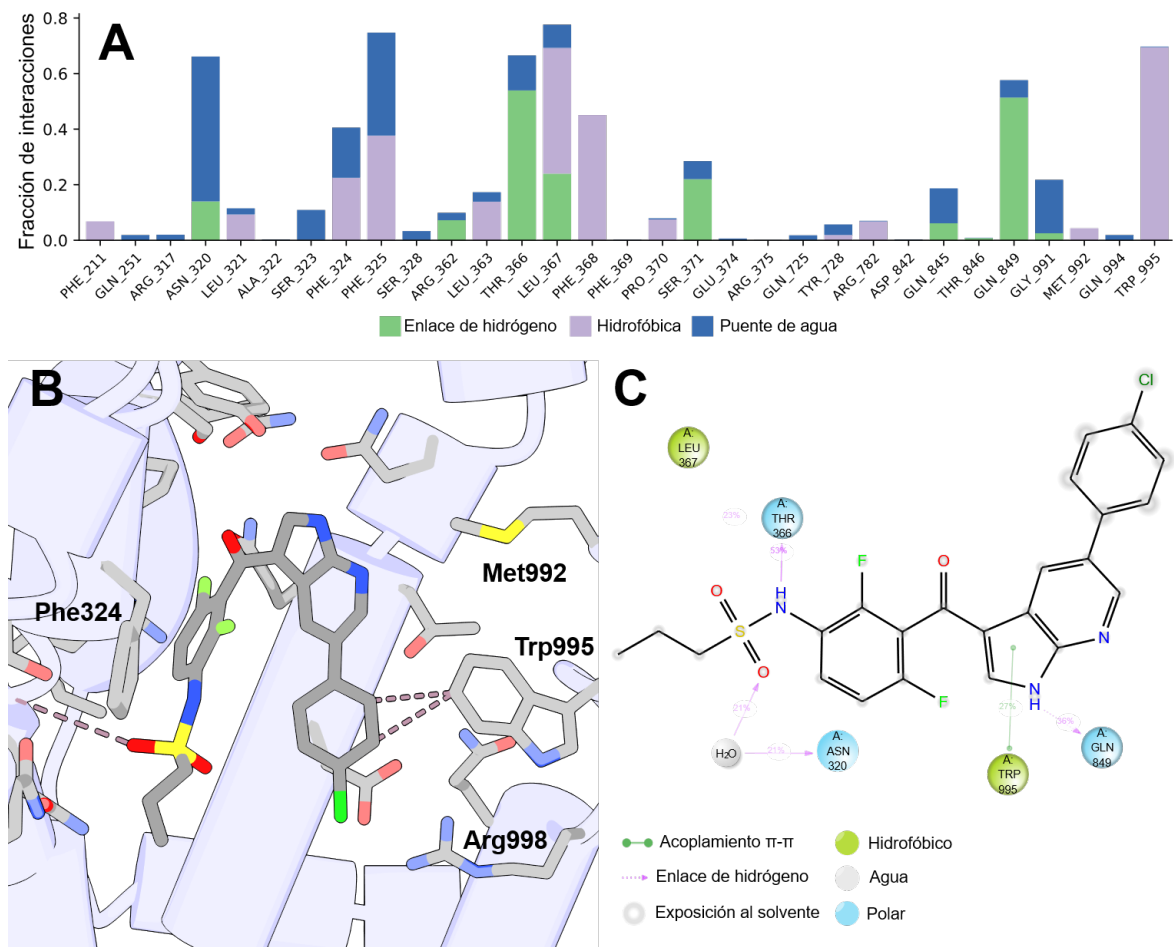 A
Fracción de interacciones
0.8
0.6
0.4
0.2
0.0
PHE_211
GLN_251
ARG_317
ASN_320
LEU_321
ALA_322
SER_323
PHE_324
PHE_325
SER_328
ARG_362
LEU_363
THR_366
LEU_367
PHE_368
PHE_369
PRO_370
SER_371
GLU_374
ARG_375
GLN_725
TYR_728
ARG_782
ASP_842
GLN_845
THR_846
GLN_849
GLY_991
MET_992
GLN_994
TRP_995
Enlace de hidrógeno
Hidrofóbica
Puente de agua
B
Phe324
Met992
Trp995
Arg998
C
Cl
A:
LEU
367
A:
THR
366
23%
53%
H
N
F
O
O
S
O
F
N
N
H
21%
21%
27%
36%
H₂O
A:
ASN
320
A:
TRP
995
A:
GLN
849
Acoplamiento π-π
Hidrofóbico
Enlace de hidrógeno
Agua
Exposición al solvente
Polar